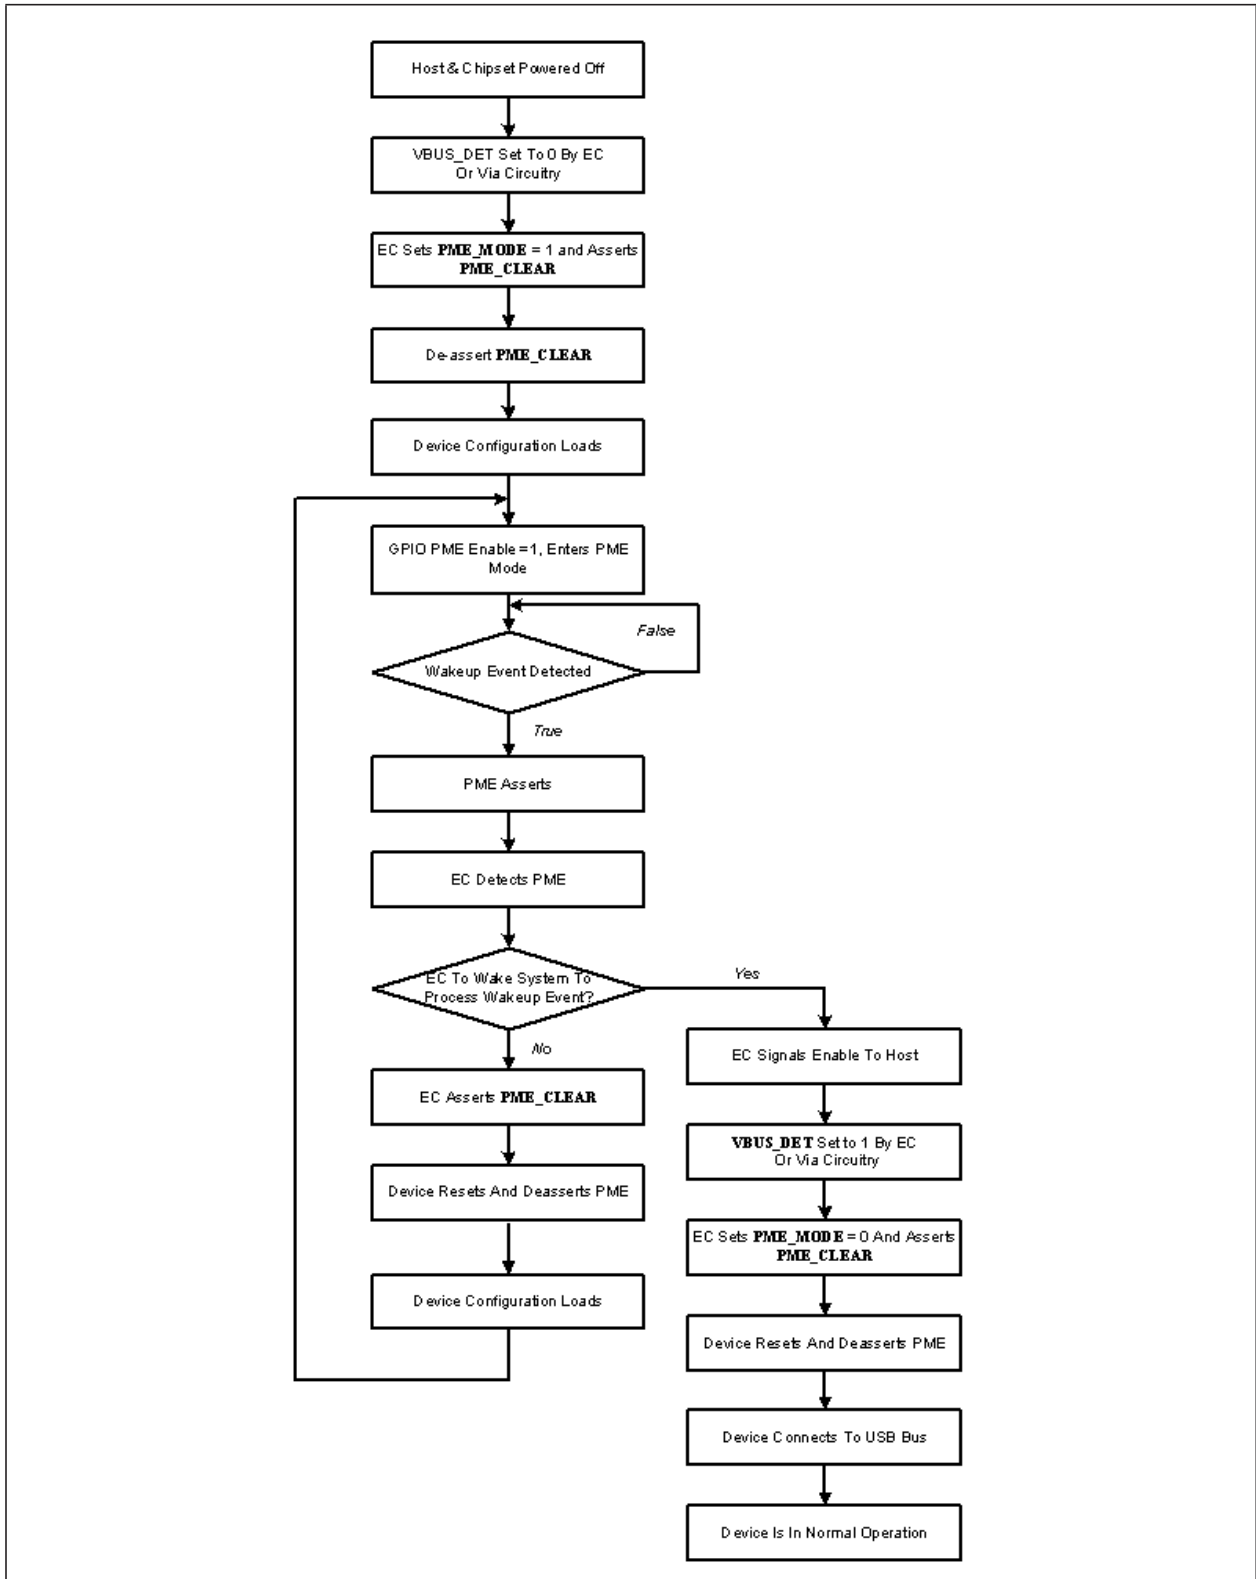 Host & Chipset Powered Off
VBUS_DET Set To 0 By EC
Or Via Circuitry
EC Sets PME_MODE = 1 and Asserts
PME_CLEAR
De-assert PME_CLEAR
Device Configuration Loads
GPIO PME Enable =1, Enters PME
Mode
False
Wakeup Event Detected
True
PME Asserts
EC Detects PME
EC To Wake System To
Process Wakeup Event?
Yes
No
EC Asserts PME_CLEAR
Device Resets And Deasserts PME
Device Configuration Loads
EC Signals Enable To Host
VBUS_DET Set to 1 By EC
Or Via Circuitry
EC Sets PME_MODE = 0 And Asserts
PME_CLEAR
Device Resets And Deasserts PME
Device Connects To USB Bus
Device Is In Normal Operation